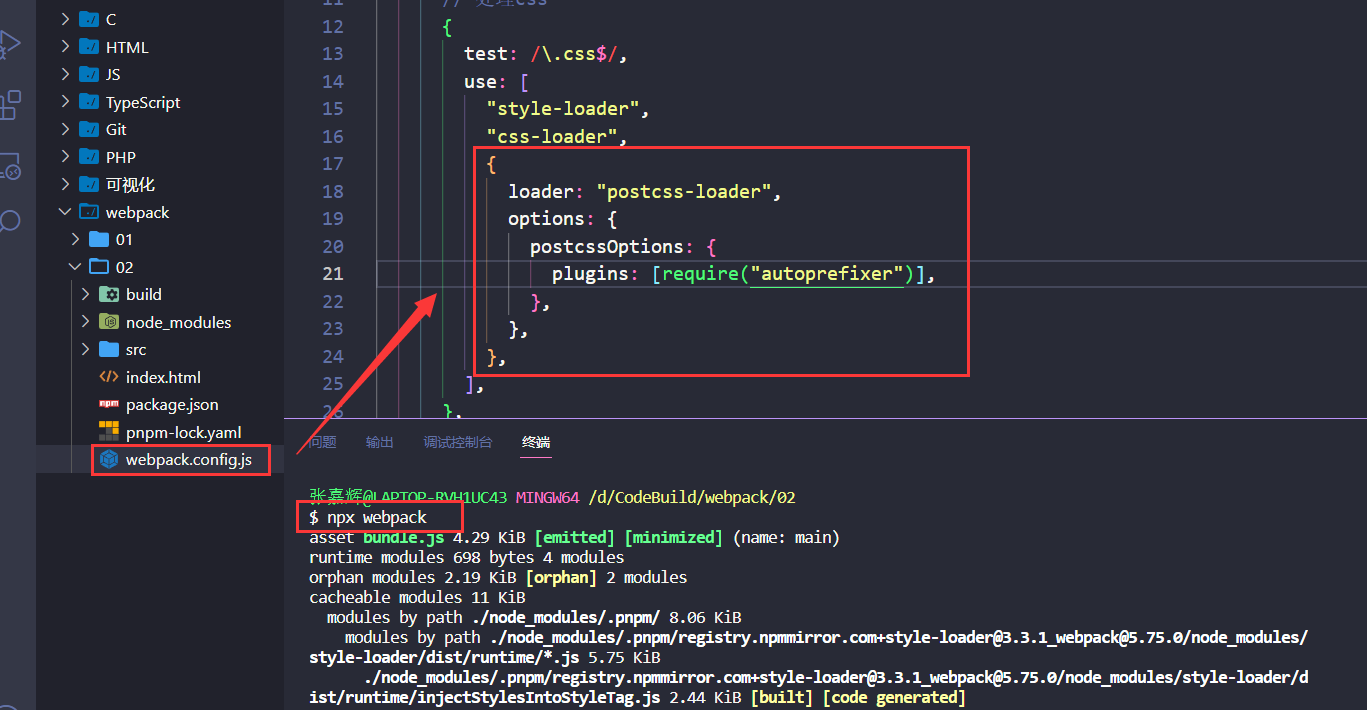 C
HTML
JS
TypeScript
Git
PHP
可视化
webpack
01
02
build
node_modules
src
index.html
package.json
pnpm-lock.yaml
webpack.config.js
11 // 处理css
12 {
13 test: /\.css$/,
14 use: [
15 "style-loader",
16 "css-loader",
17 {
18 loader: "postcss-loader",
19 options: {
20 postcssOptions: {
21 plugins: [require("autoprefixer")],
22 },
23 },
24 },
25 ],
26 },
问题 输出 调试控制台 终端
张嘉辉@LAPTOP-RVH1UC43 MINGW64 /d/CodeBuild/webpack/02
$ npx webpack
asset bundle.js 4.29 KiB [emitted] [minimized] (name: main)
runtime modules 698 bytes 4 modules
orphan modules 2.19 KiB [orphan] 2 modules
cacheable modules 11 KiB
modules by path ./node_modules/.pnpm/ 8.06 KiB
modules by path ./node_modules/.pnpm/registry.npmmirror.com+style-loader@3.3.1_webpack@5.75.0/node_modules/
style-loader/dist/runtime/*.js 5.75 KiB
./node_modules/.pnpm/registry.npmmirror.com+style-loader@3.3.1_webpack@5.75.0/node_modules/style-loader/d
ist/runtime/injectStylesIntoStyleTag.js 2.44 KiB [built] [code generated]